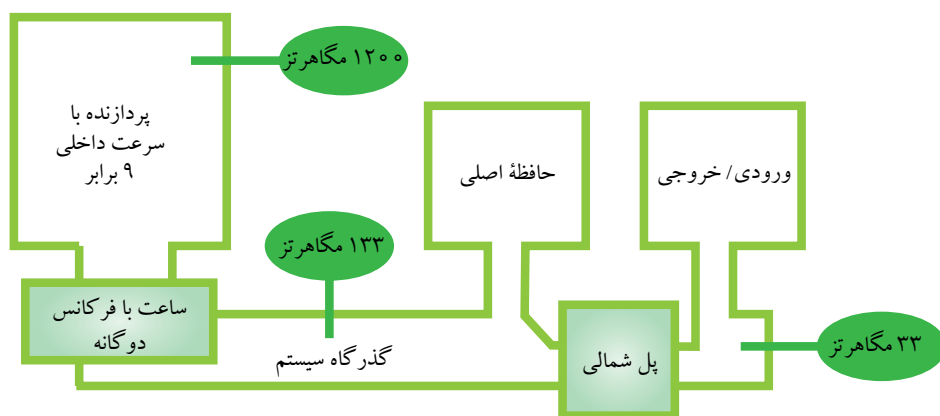 ۱۲۰۰ مگاهرتز
پردازنده با
سرعت داخلی
۹ برابر
حافظۀ اصلی
ورودی/ خروجی
۱۳۳ مگاهرتز
ساعت با فرکانس
دوگانه
گذرگاه سیستم
پل شمالی
۳۳ مگاهرتز